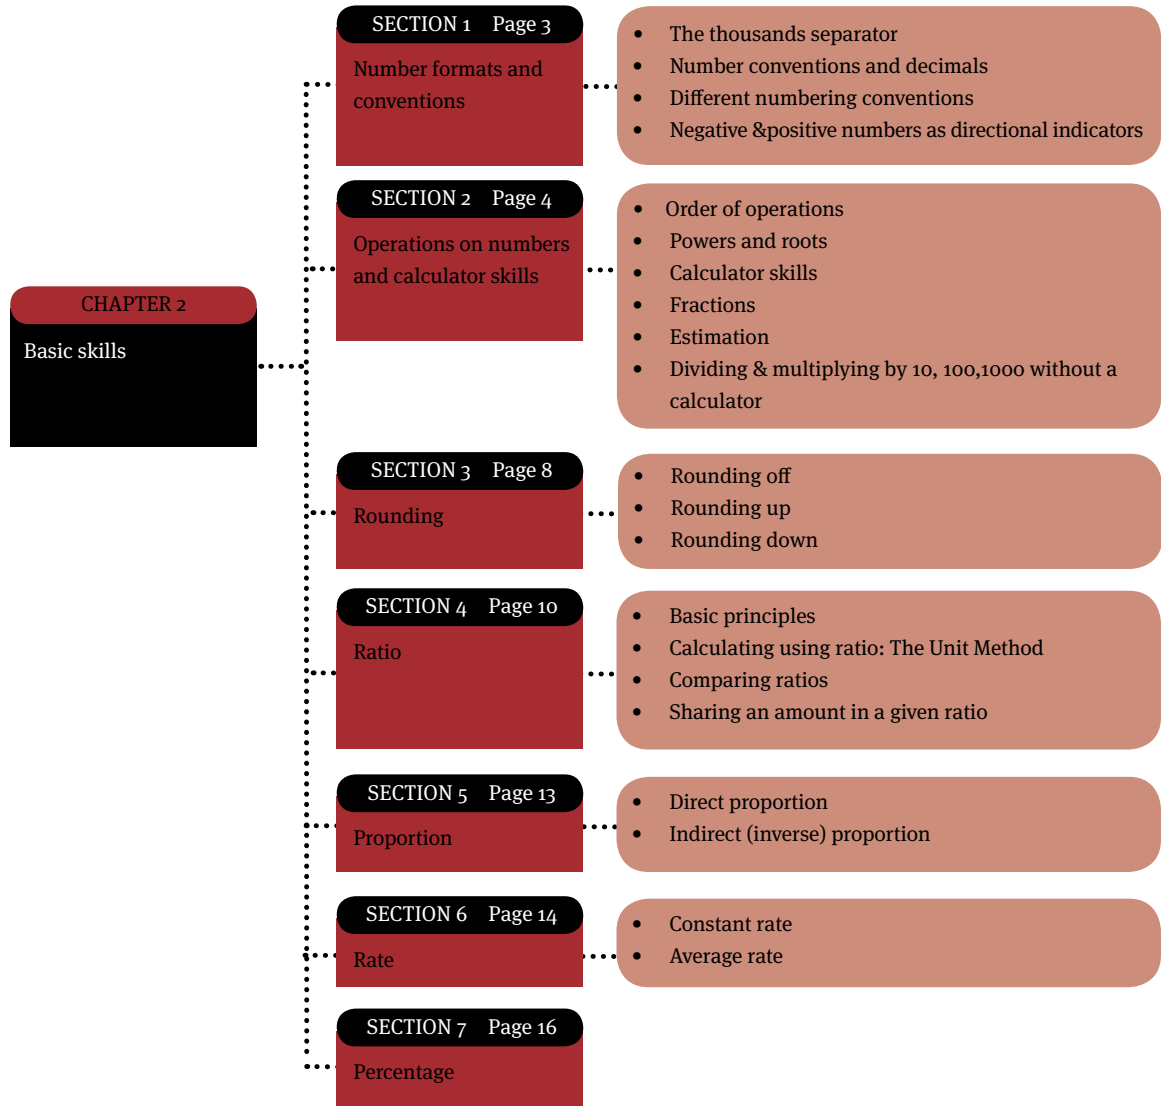 CHAPTER 2
Basic skills
SECTION 1 Page 3
Number formats and
conventions
• The thousands separator
• Number conventions and decimals
• Different numbering conventions
• Negative &positive numbers as directional indicators
SECTION 2 Page 4
Operations on numbers
and calculator skills
• Order of operations
• Powers and roots
• Calculator skills
• Fractions
• Estimation
• Dividing & multiplying by 10, 100,1000 without a
calculator
SECTION 3 Page 8
Rounding
• Rounding off
• Rounding up
• Rounding down
SECTION 4 Page 10
Ratio
• Basic principles
• Calculating using ratio: The Unit Method
• Comparing ratios
• Sharing an amount in a given ratio
SECTION 5 Page 13
Proportion
• Direct proportion
• Indirect (inverse) proportion
SECTION 6 Page 14
Rate
• Constant rate
• Average rate
SECTION 7 Page 16
Percentage